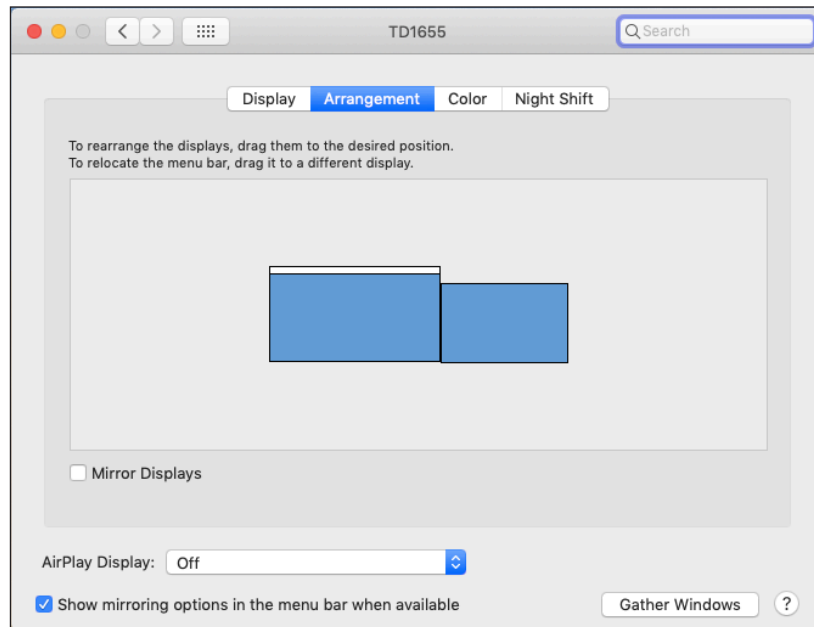 TD1655
Search
Display Arrangement Color Night Shift
To rearrange the displays, drag them to the desired position.
To relocate the menu bar, drag it to a different display.
Mirror Displays
AirPlay Display: Off
Show mirroring options in the menu bar when available
Gather Windows ?